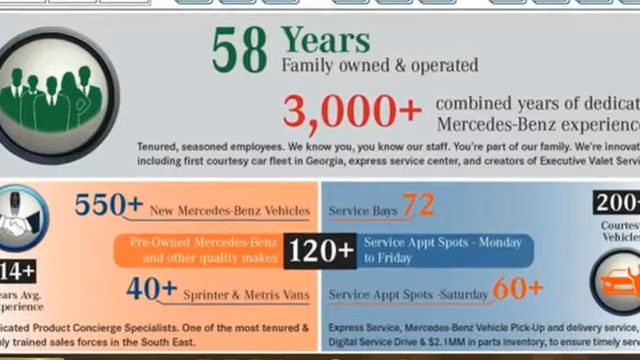 58 Years
Family owned & operated
3,000+ combined years of dedicat
Mercedes-Benz experience
Tenured, seasoned employees. We know you, you know our staff. You're part of our family. We're innovat
including first courtesy car fleet in Georgia, express service center, and creators of Executive Valet Servi
550+ New Mercedes-Benz Vehicles
Service Bays 72
200+
Courtes
Vehicles
Pre-Owned Mercedes-Benz
and other quality makes
120+
Service Appt Spots - Monday
to Friday
14+
ears Avg.
xperience
40+ Sprinter & Metris Vans
Service Appt Spots -Saturday 60+
icated Product Concierge Specialists. One of the most tenured &
ly trained sales forces in the South East.
Express Service, Mercedes-Benz Vehicle Pick-Up and delivery service,
Digital Service Drive & $2.1MM in parts inventory, to ensure timely serv